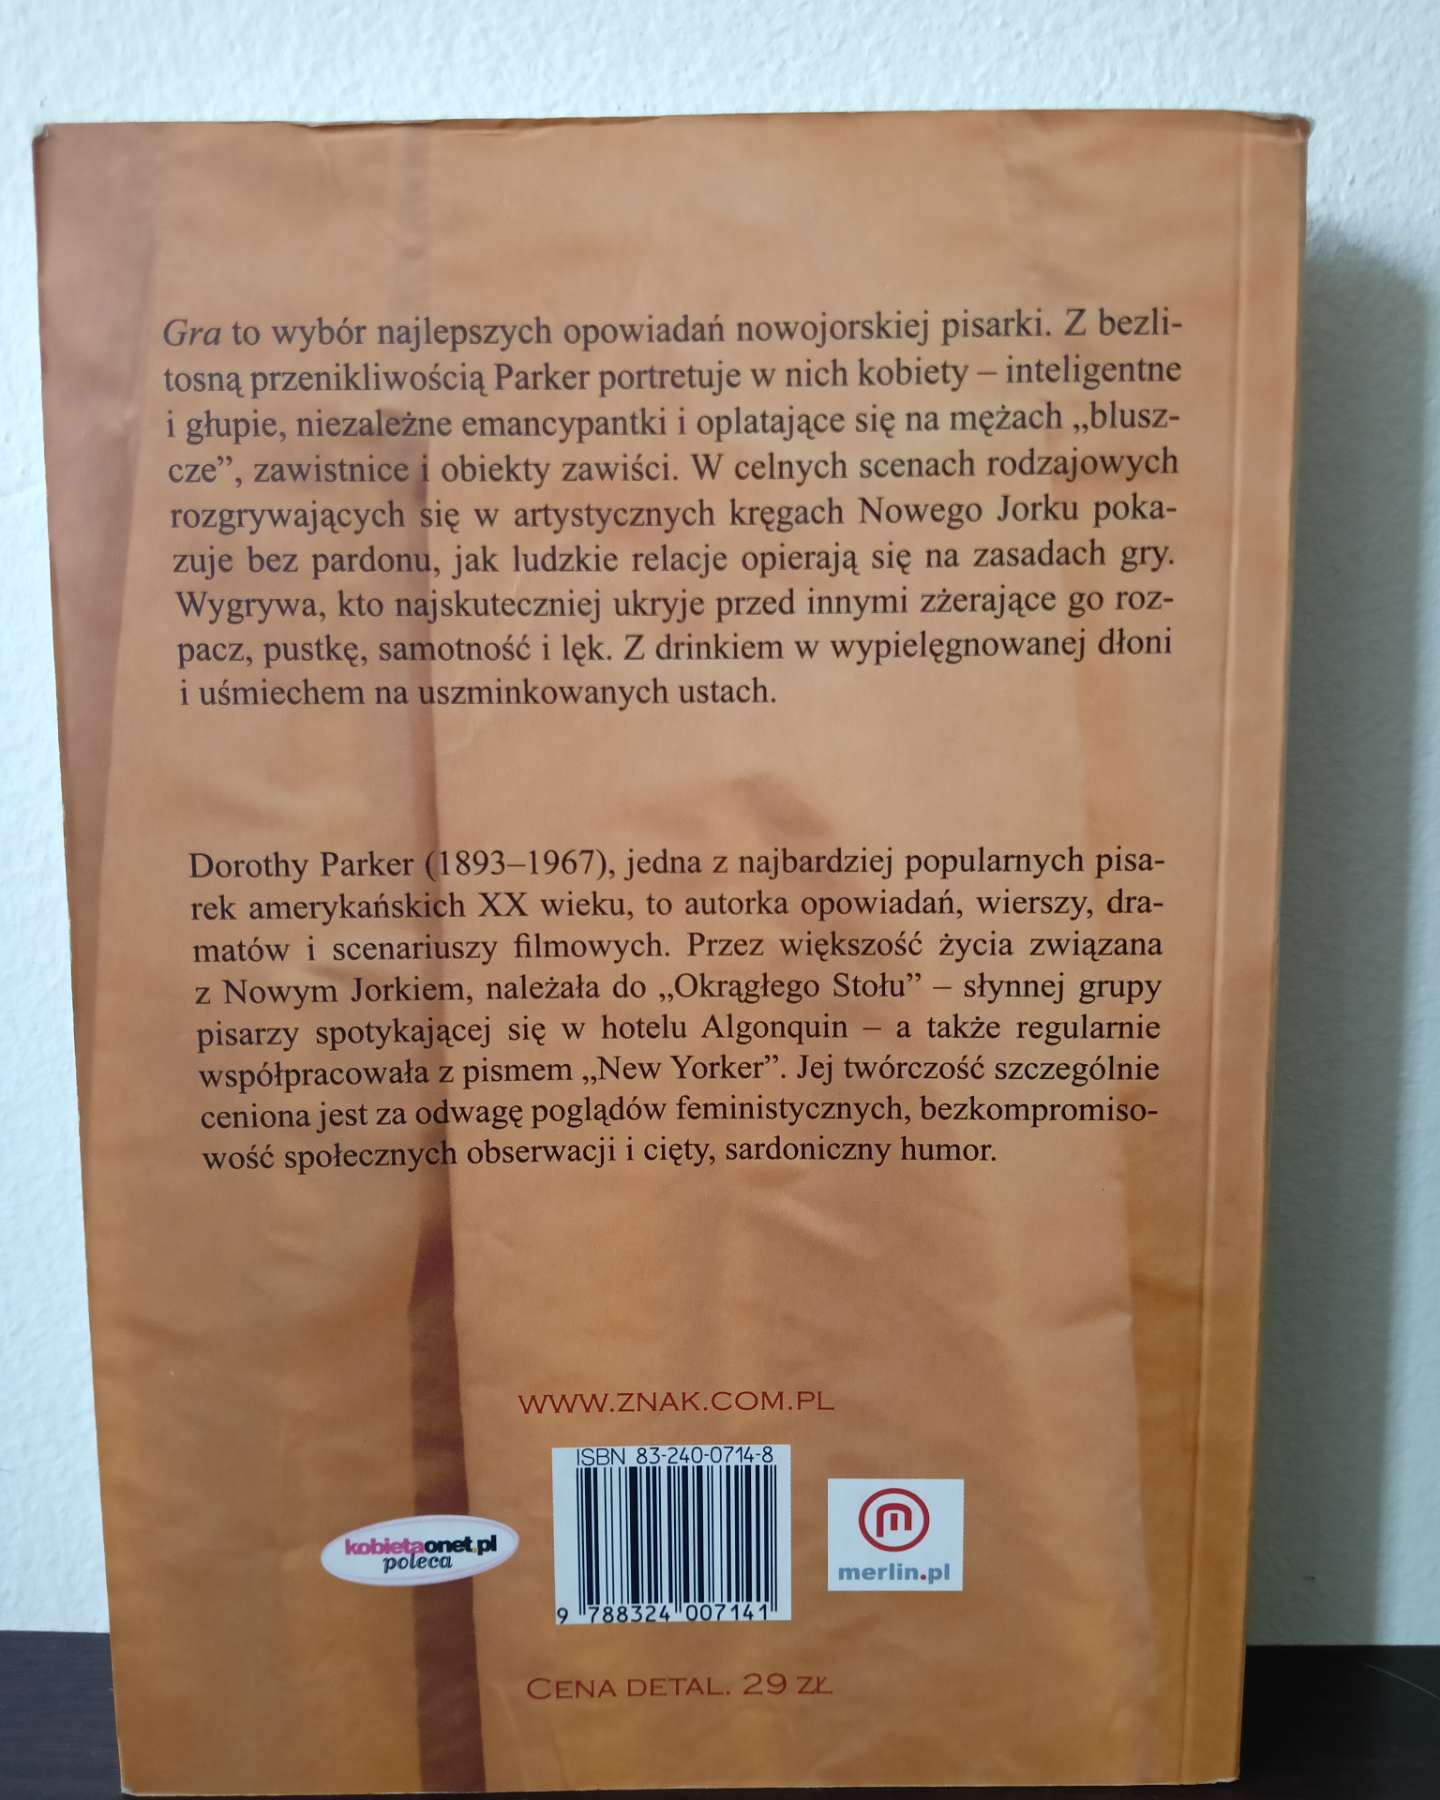 Gra to wybór najlepszych opowiadań nowojorskiej pisarki. Z bezli-
tosną przenikliwością Parker portretuje w nich kobiety – inteligentne
i głupie, niezależne emancypantki i oplatające się na mężach „blusz-
cze”, zawistnice i obiekty zawiści. W celnych scenach rodzajowych
rozgrywających się w artystycznych kręgach Nowego Jorku poka-
zuje bez pardonu, jak ludzkie relacje opierają się na zasadach gry.
Wygrywa, kto najskuteczniej ukryje przed innymi zżerające go roz-
pacz, pustkę, samotność i lęk. Z drinkiem w wypielęgnowanej dłoni
i uśmiechem na uszminkowanych ustach.
Dorothy Parker (1893–1967), jedna z najbardziej popularnych pisa-
rek amerykańskich XX wieku, to autorka opowiadań, wierszy, dra-
matów i scenariuszy filmowych. Przez większość życia związana
z Nowym Jorkiem, należała do „Okrągłego Stołu” – słynnej grupy
pisarzy spotykającej się w hotelu Algonquin – a także regularnie
współpracowała z pismem „New Yorker”. Jej twórczość szczególnie
ceniona jest za odwagę poglądów feministycznych, bezkompromiso-
wość społecznych obserwacji i cięty, sardoniczny humor.
WWW.ZNAK.COM.PL
ISBN 83-240-0714-8
9 788324 007141
kobieta.onet.pl
poleca
merlin.pl
CENA DETAL. 29 ZŁ